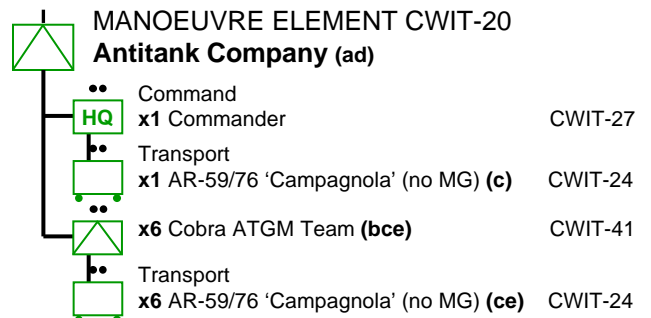 MANOEUVRE ELEMENT CWIT-20
Antitank Company (ad)
Command
HQ x1 Commander CWIT-27
Transport
x1 AR-59/76 ‘Campagnola’ (no MG) (c) CWIT-24
x6 Cobra ATGM Team (bce) CWIT-41
Transport
x6 AR-59/76 ‘Campagnola’ (no MG) (ce) CWIT-24